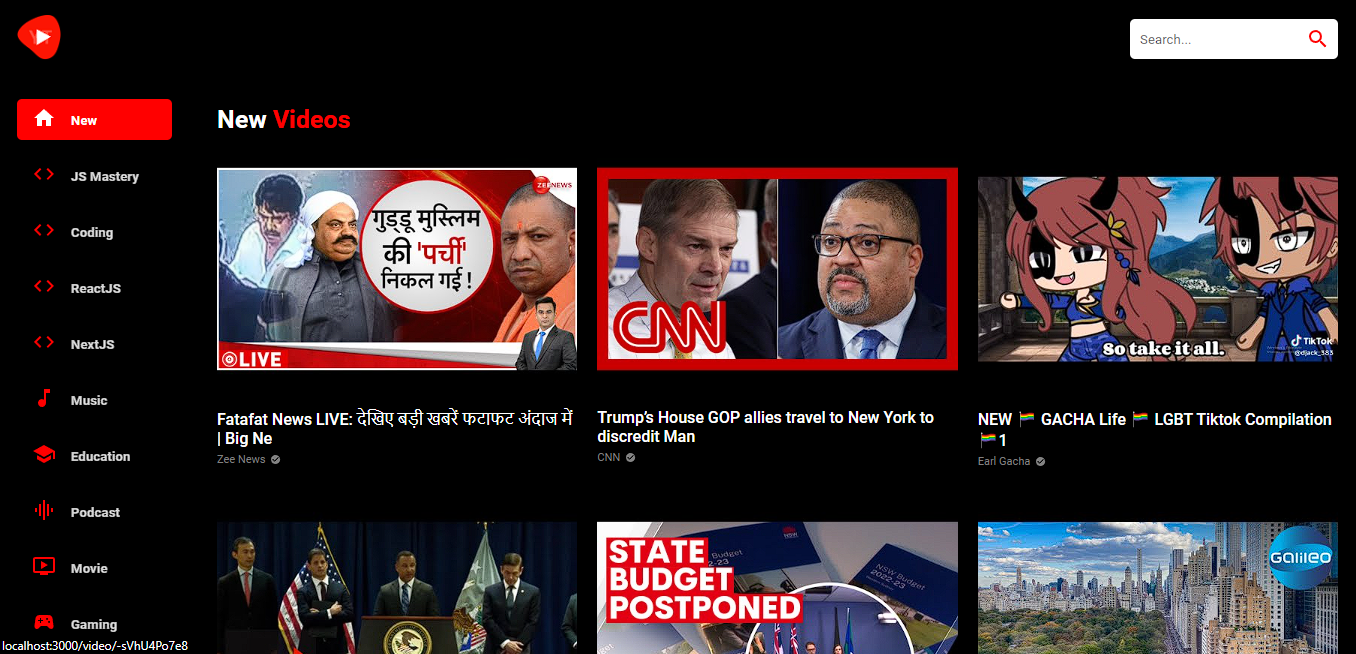 Search...
New
JS Mastery
Coding
ReactJS
NextJS
Music
Education
Podcast
Movie
Gaming
localhost:3000/video/-sVhU4Po7e8
New Videos
ZEE NEWS
गुड्डू मुस्लिम
की 'पर्ची'
निकल गई !
LIVE
Fatafat News LIVE: देखिए बड़ी खबरें फटाफट अंदाज में
| Big Ne
Zee News
CNN
Trump's House GOP allies travel to New York to
discredit Man
CNN
So take it all.
TikTok
@djack_383
NEW 🏳️‍🌈 GACHA Life 🏳️‍🌈 LGBT Tiktok Compilation
🏳️‍🌈1
Earl Gacha
STATE
BUDGET
POSTPONED
NSW
Budget
NSW Budget
2022-23
GALILEO